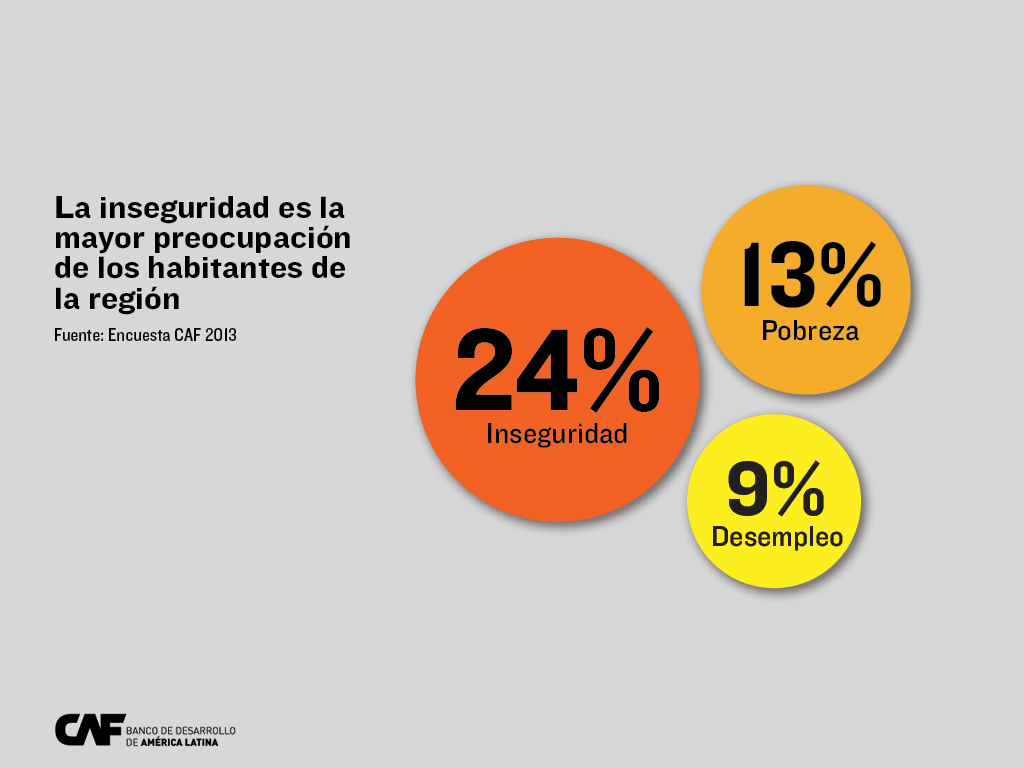 La inseguridad es la
mayor preocupación
de los habitantes de
la región
Fuente: Encuesta CAF 2013
24%
Inseguridad
13%
Pobreza
9%
Desempleo
CAF BANCO DE DESARROLLO
DE AMÉRICA LATINA